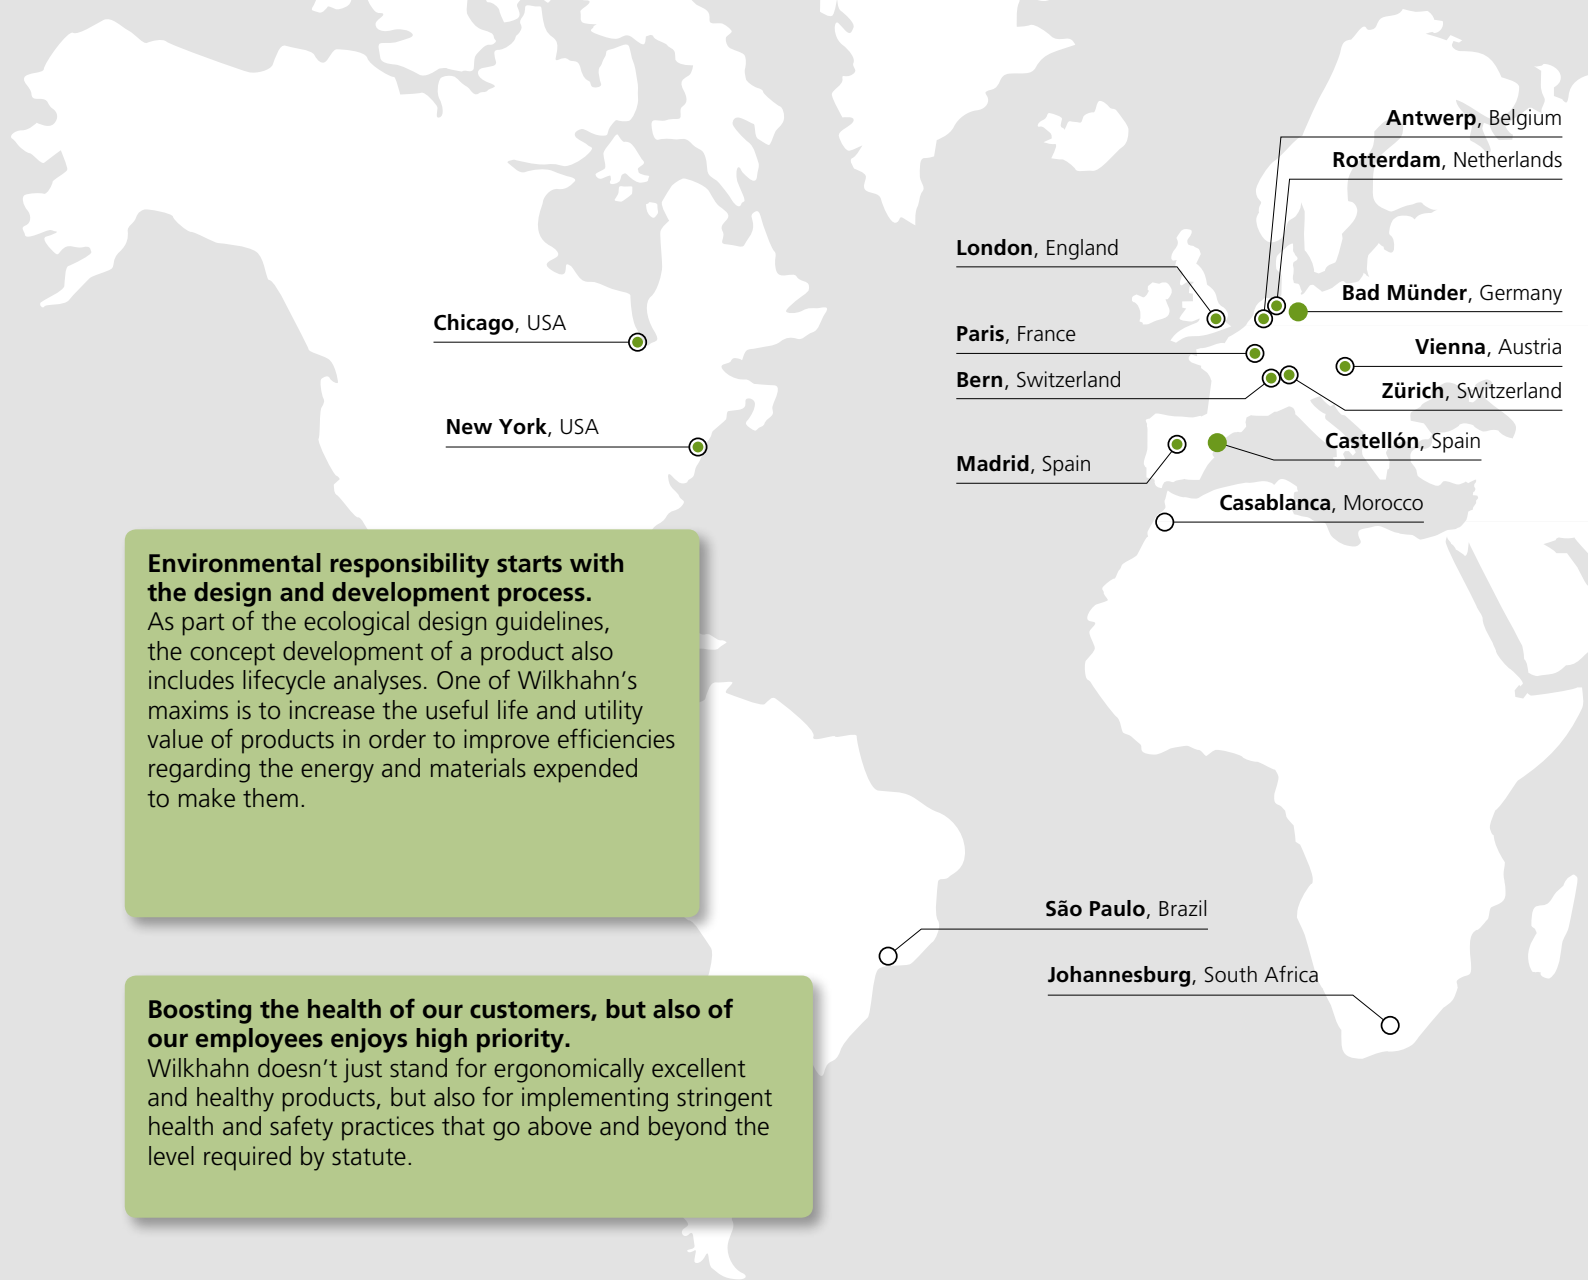 Antwerp, Belgium
Rotterdam, Netherlands
London, England
Bad Münder, Germany
Chicago, USA
Paris, France
Vienna, Austria
Bern, Switzerland
Zürich, Switzerland
New York, USA
Castellón, Spain
Madrid, Spain
Casablanca, Morocco
Environmental responsibility starts with
the design and development process.
As part of the ecological design guidelines,
the concept development of a product also
includes lifecycle analyses. One of Wilkhahn’s
maxims is to increase the useful life and utility
value of products in order to improve efficiencies
regarding the energy and materials expended
to make them.
São Paulo, Brazil
Johannesburg, South Africa
Boosting the health of our customers, but also of
our employees enjoys high priority.
Wilkhahn doesn’t just stand for ergonomically excellent
and healthy products, but also for implementing stringent
health and safety practices that go above and beyond the
level required by statute.